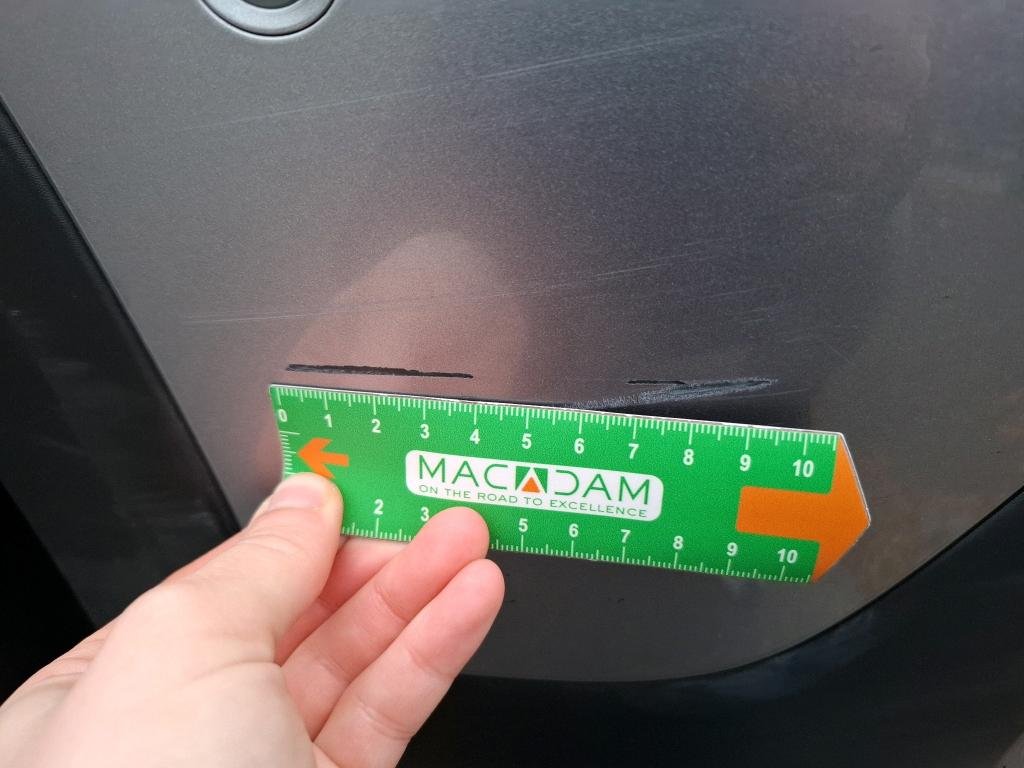 0 1 2 3 4 5 6 7 8 9 10
MACADAM
ON THE ROAD TO EXCELLENCE
2 3 5 6 7 8 9 10